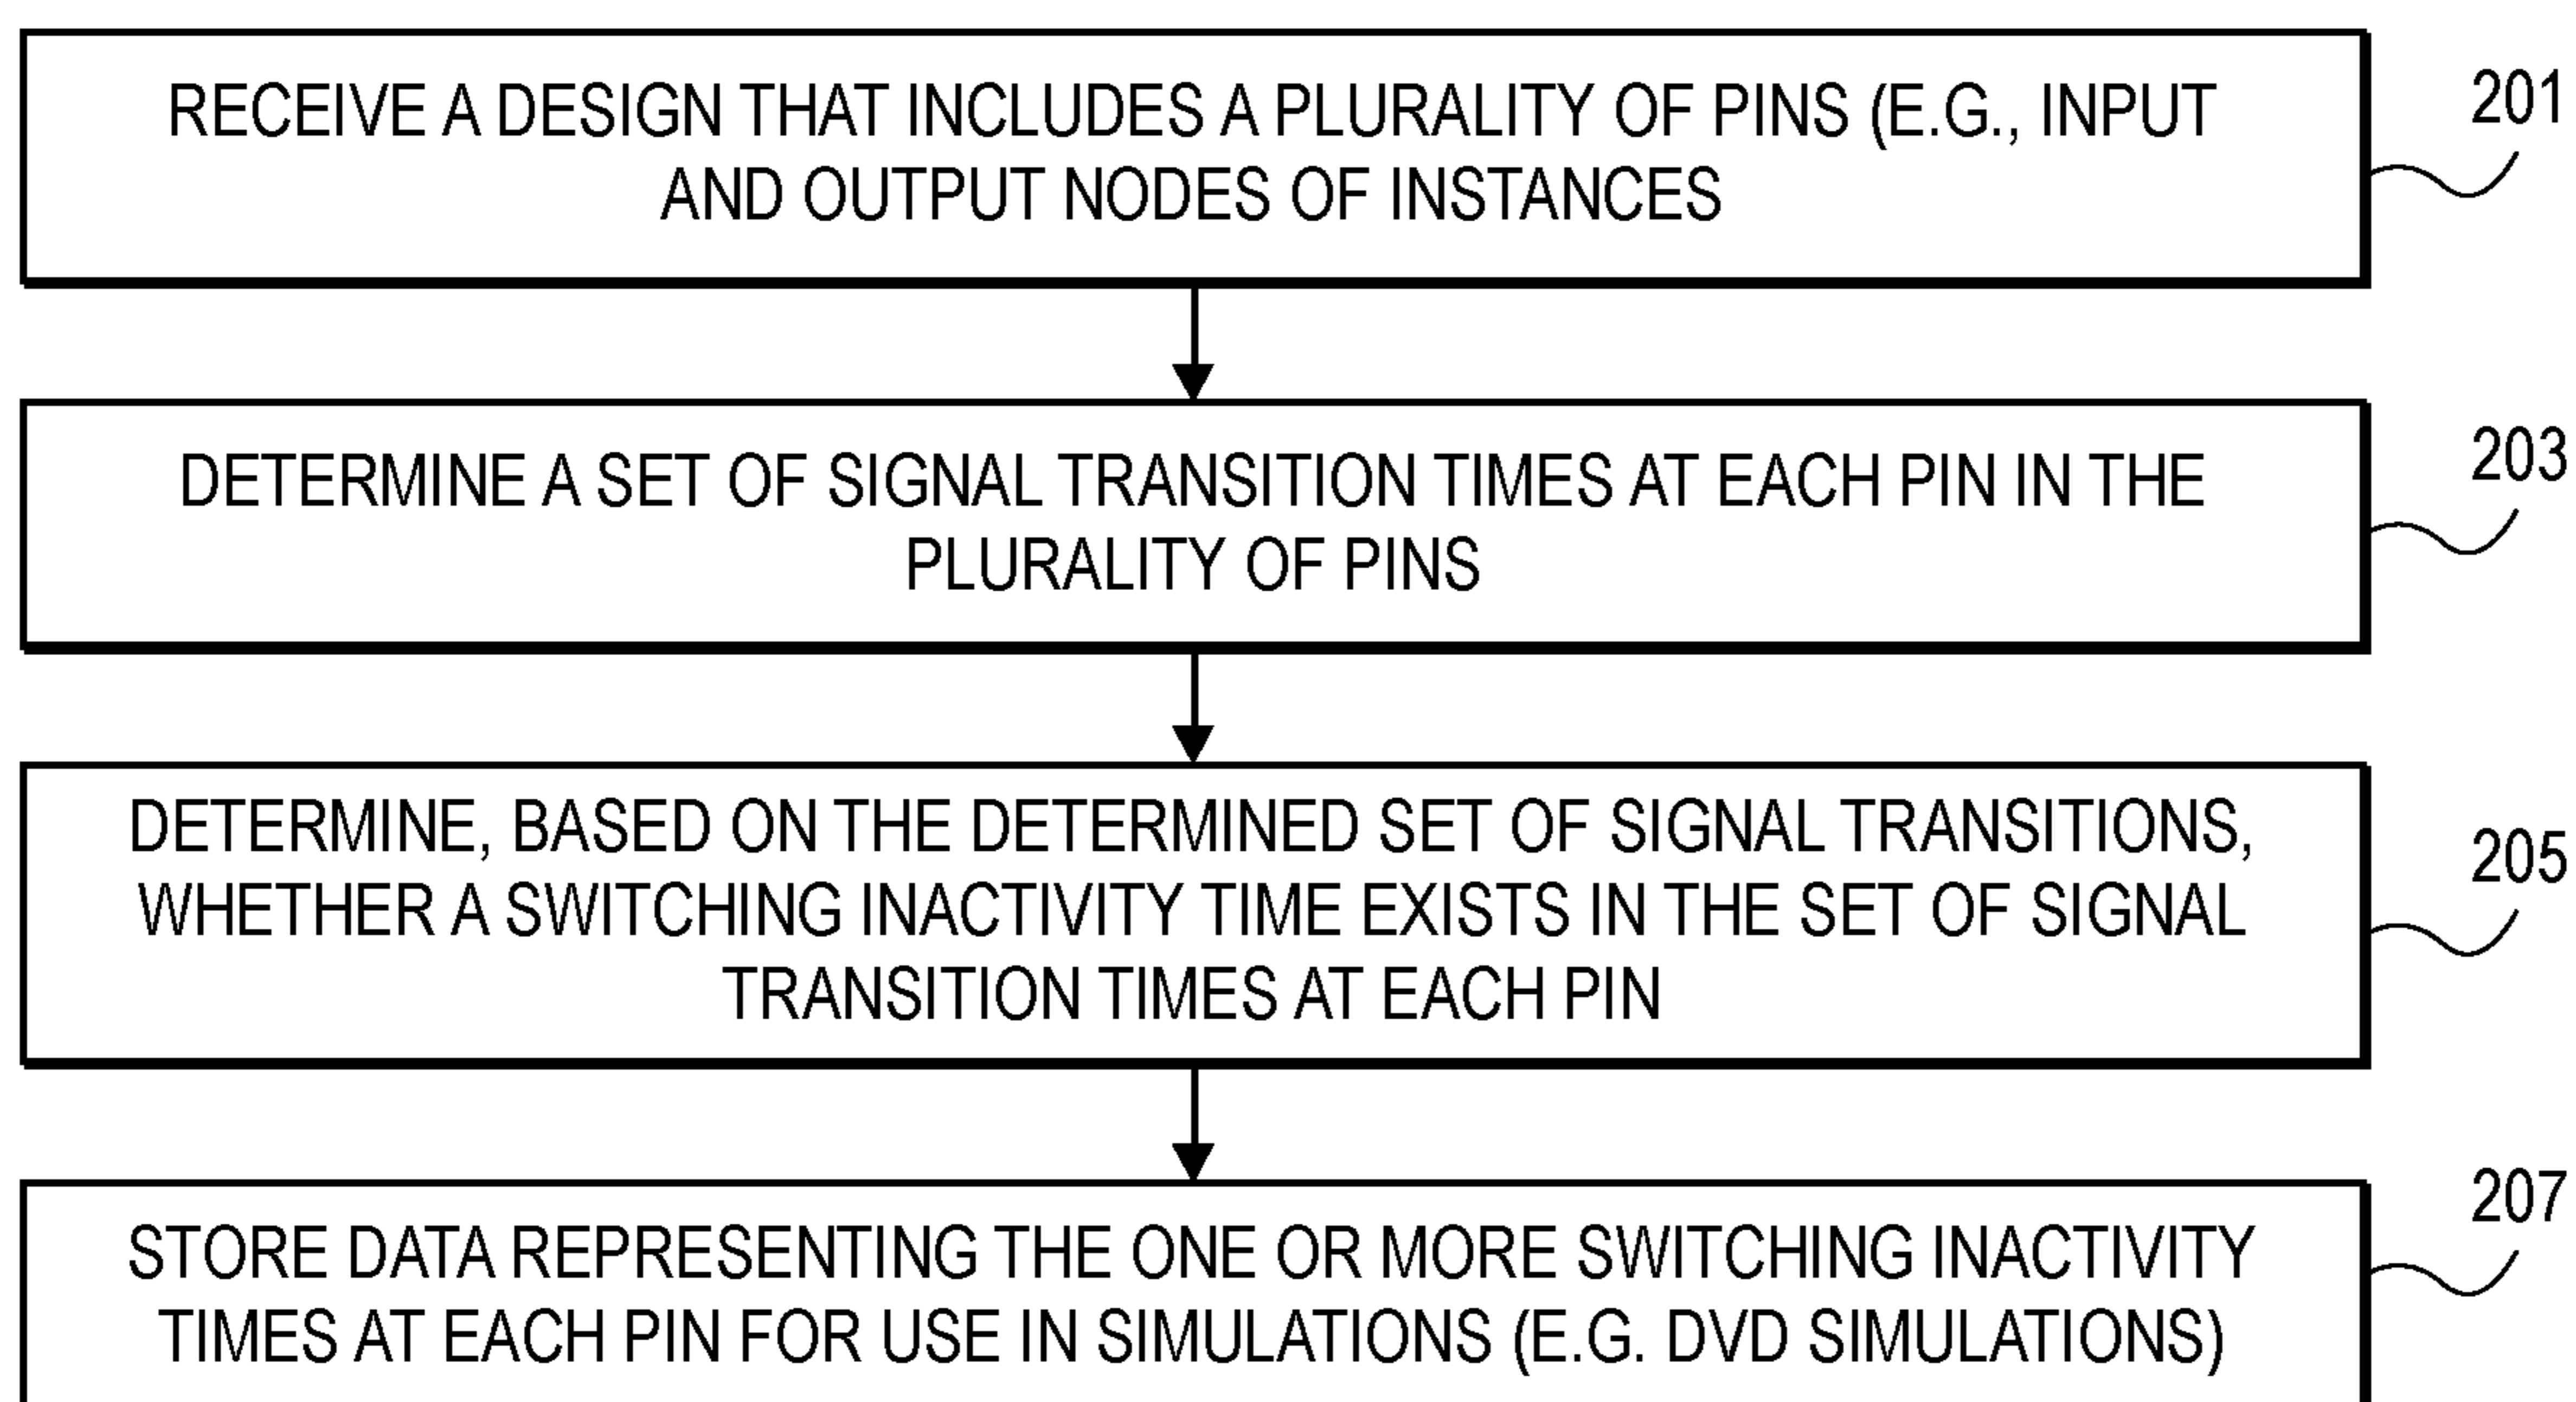 RECEIVE A DESIGN THAT INCLUDES A PLURALITY OF PINS (E.G., INPUT
AND OUTPUT NODES OF INSTANCES
201
DETERMINE A SET OF SIGNAL TRANSITION TIMES AT EACH PIN IN THE
PLURALITY OF PINS
203
DETERMINE, BASED ON THE DETERMINED SET OF SIGNAL TRANSITIONS,
WHETHER A SWITCHING INACTIVITY TIME EXISTS IN THE SET OF SIGNAL
TRANSITION TIMES AT EACH PIN
205
STORE DATA REPRESENTING THE ONE OR MORE SWITCHING INACTIVITY
TIMES AT EACH PIN FOR USE IN SIMULATIONS (E.G. DVD SIMULATIONS)
207